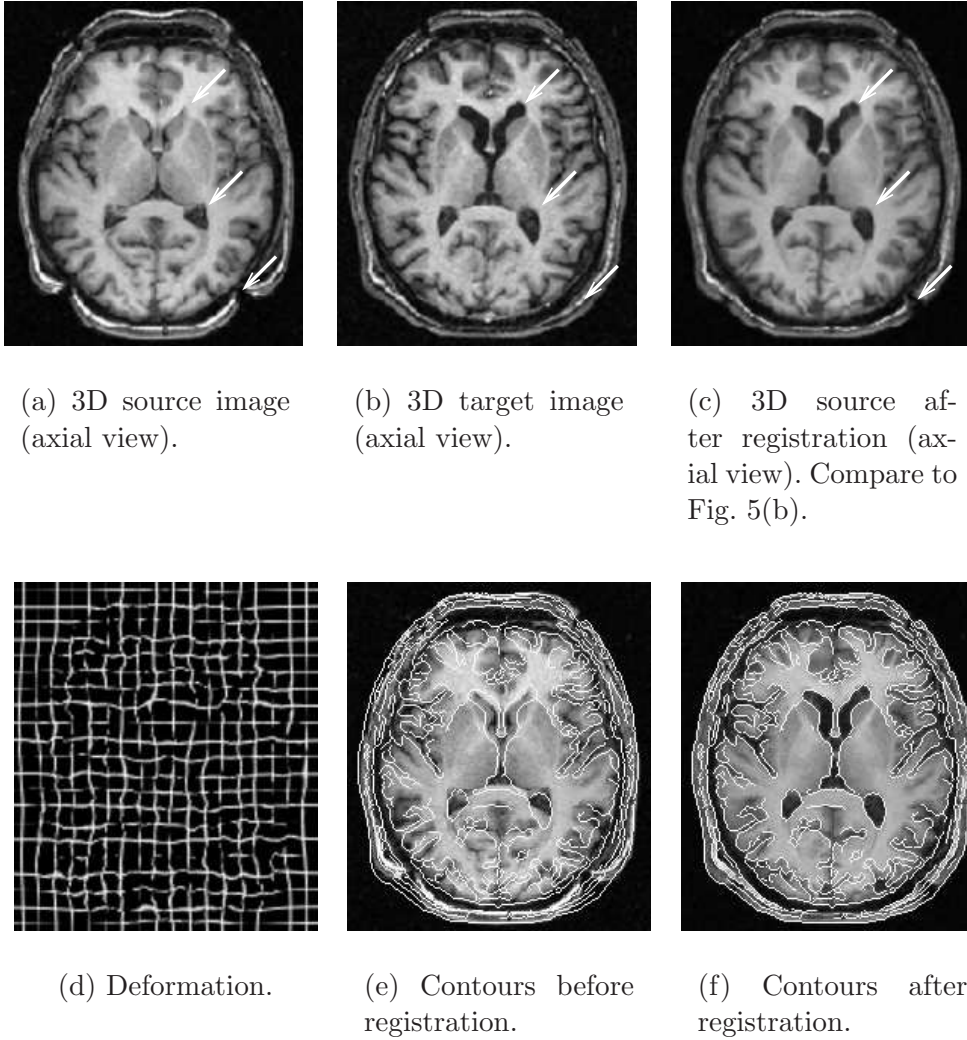 (a) 3D source image
(axial view).
(b) 3D target image
(axial view).
(c) 3D source af-
ter registration (ax-
ial view). Compare to
Fig. 5(b).
(d) Deformation.
(e) Contours before
registration.
(f) Contours after
registration.